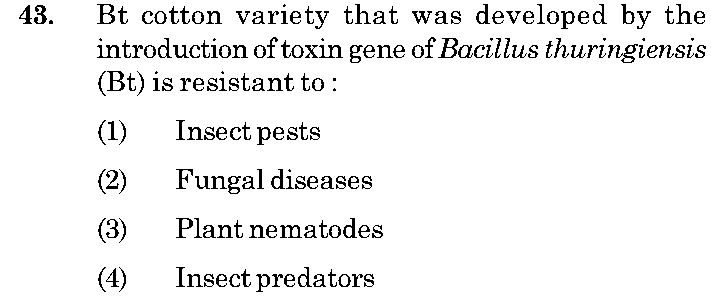 43. Bt cotton variety that was developed by the
introduction of toxin gene of Bacillus thuringiensis
(Bt) is resistant to :
(1) Insect pests
(2) Fungal diseases
(3) Plant nematodes
(4) Insect predators